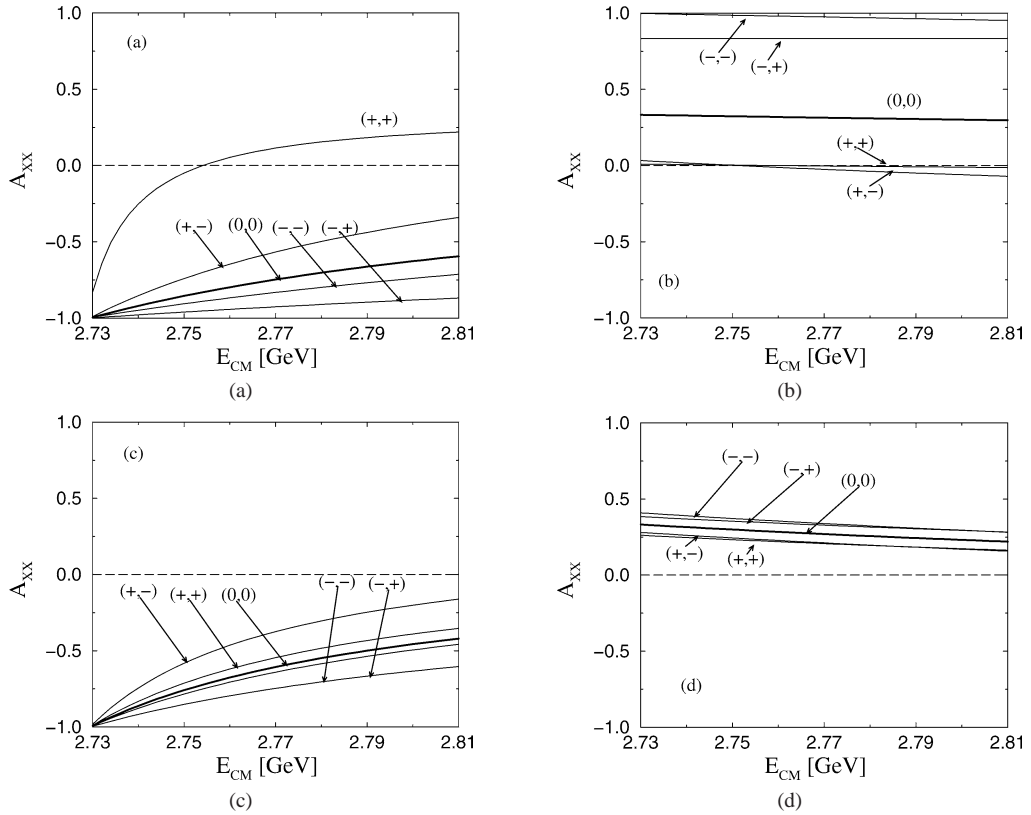 1.0
(a)
0.5
(+,+)
A_XX 0.0
(+,−) (0,0) (−,−) (−,+)
−0.5
−1.0
2.73 2.75 2.77 2.79 2.81
E_CM [GeV]
(a)
1.0
(−,−) (−,+)
0.5
(0,0)
(+,+)
A_XX 0.0
(+,−)
−0.5
(b)
−1.0
2.73 2.75 2.77 2.79 2.81
E_CM [GeV]
(b)
1.0
(c)
0.5
A_XX 0.0
(+,−) (+,+) (0,0) (−,−) (−,+)
−0.5
−1.0
2.73 2.75 2.77 2.79 2.81
E_CM [GeV]
(c)
1.0
(−,−) (−,+) (0,0)
0.5
(+,−) (+,+)
A_XX 0.0
−0.5
(d)
−1.0
2.73 2.75 2.77 2.79 2.81
E_CM [GeV]
(d)